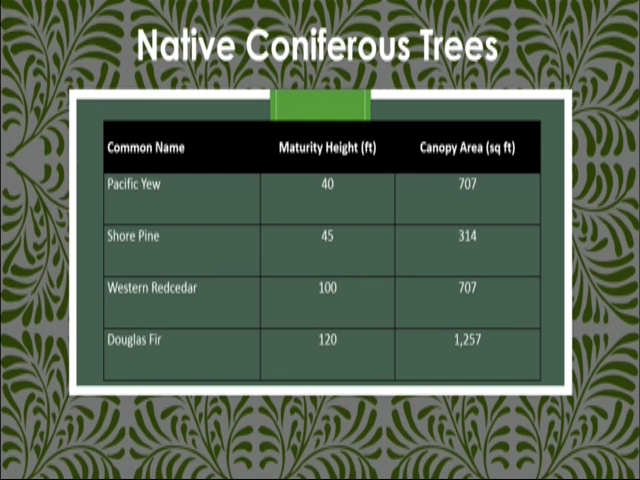 Native Coniferous Trees
Common Name Maturity Height (ft) Canopy Area (sq ft)
Pacific Yew 40 707
Shore Pine 45 314
Western Redcedar 100 707
Douglas Fir 120 1,257